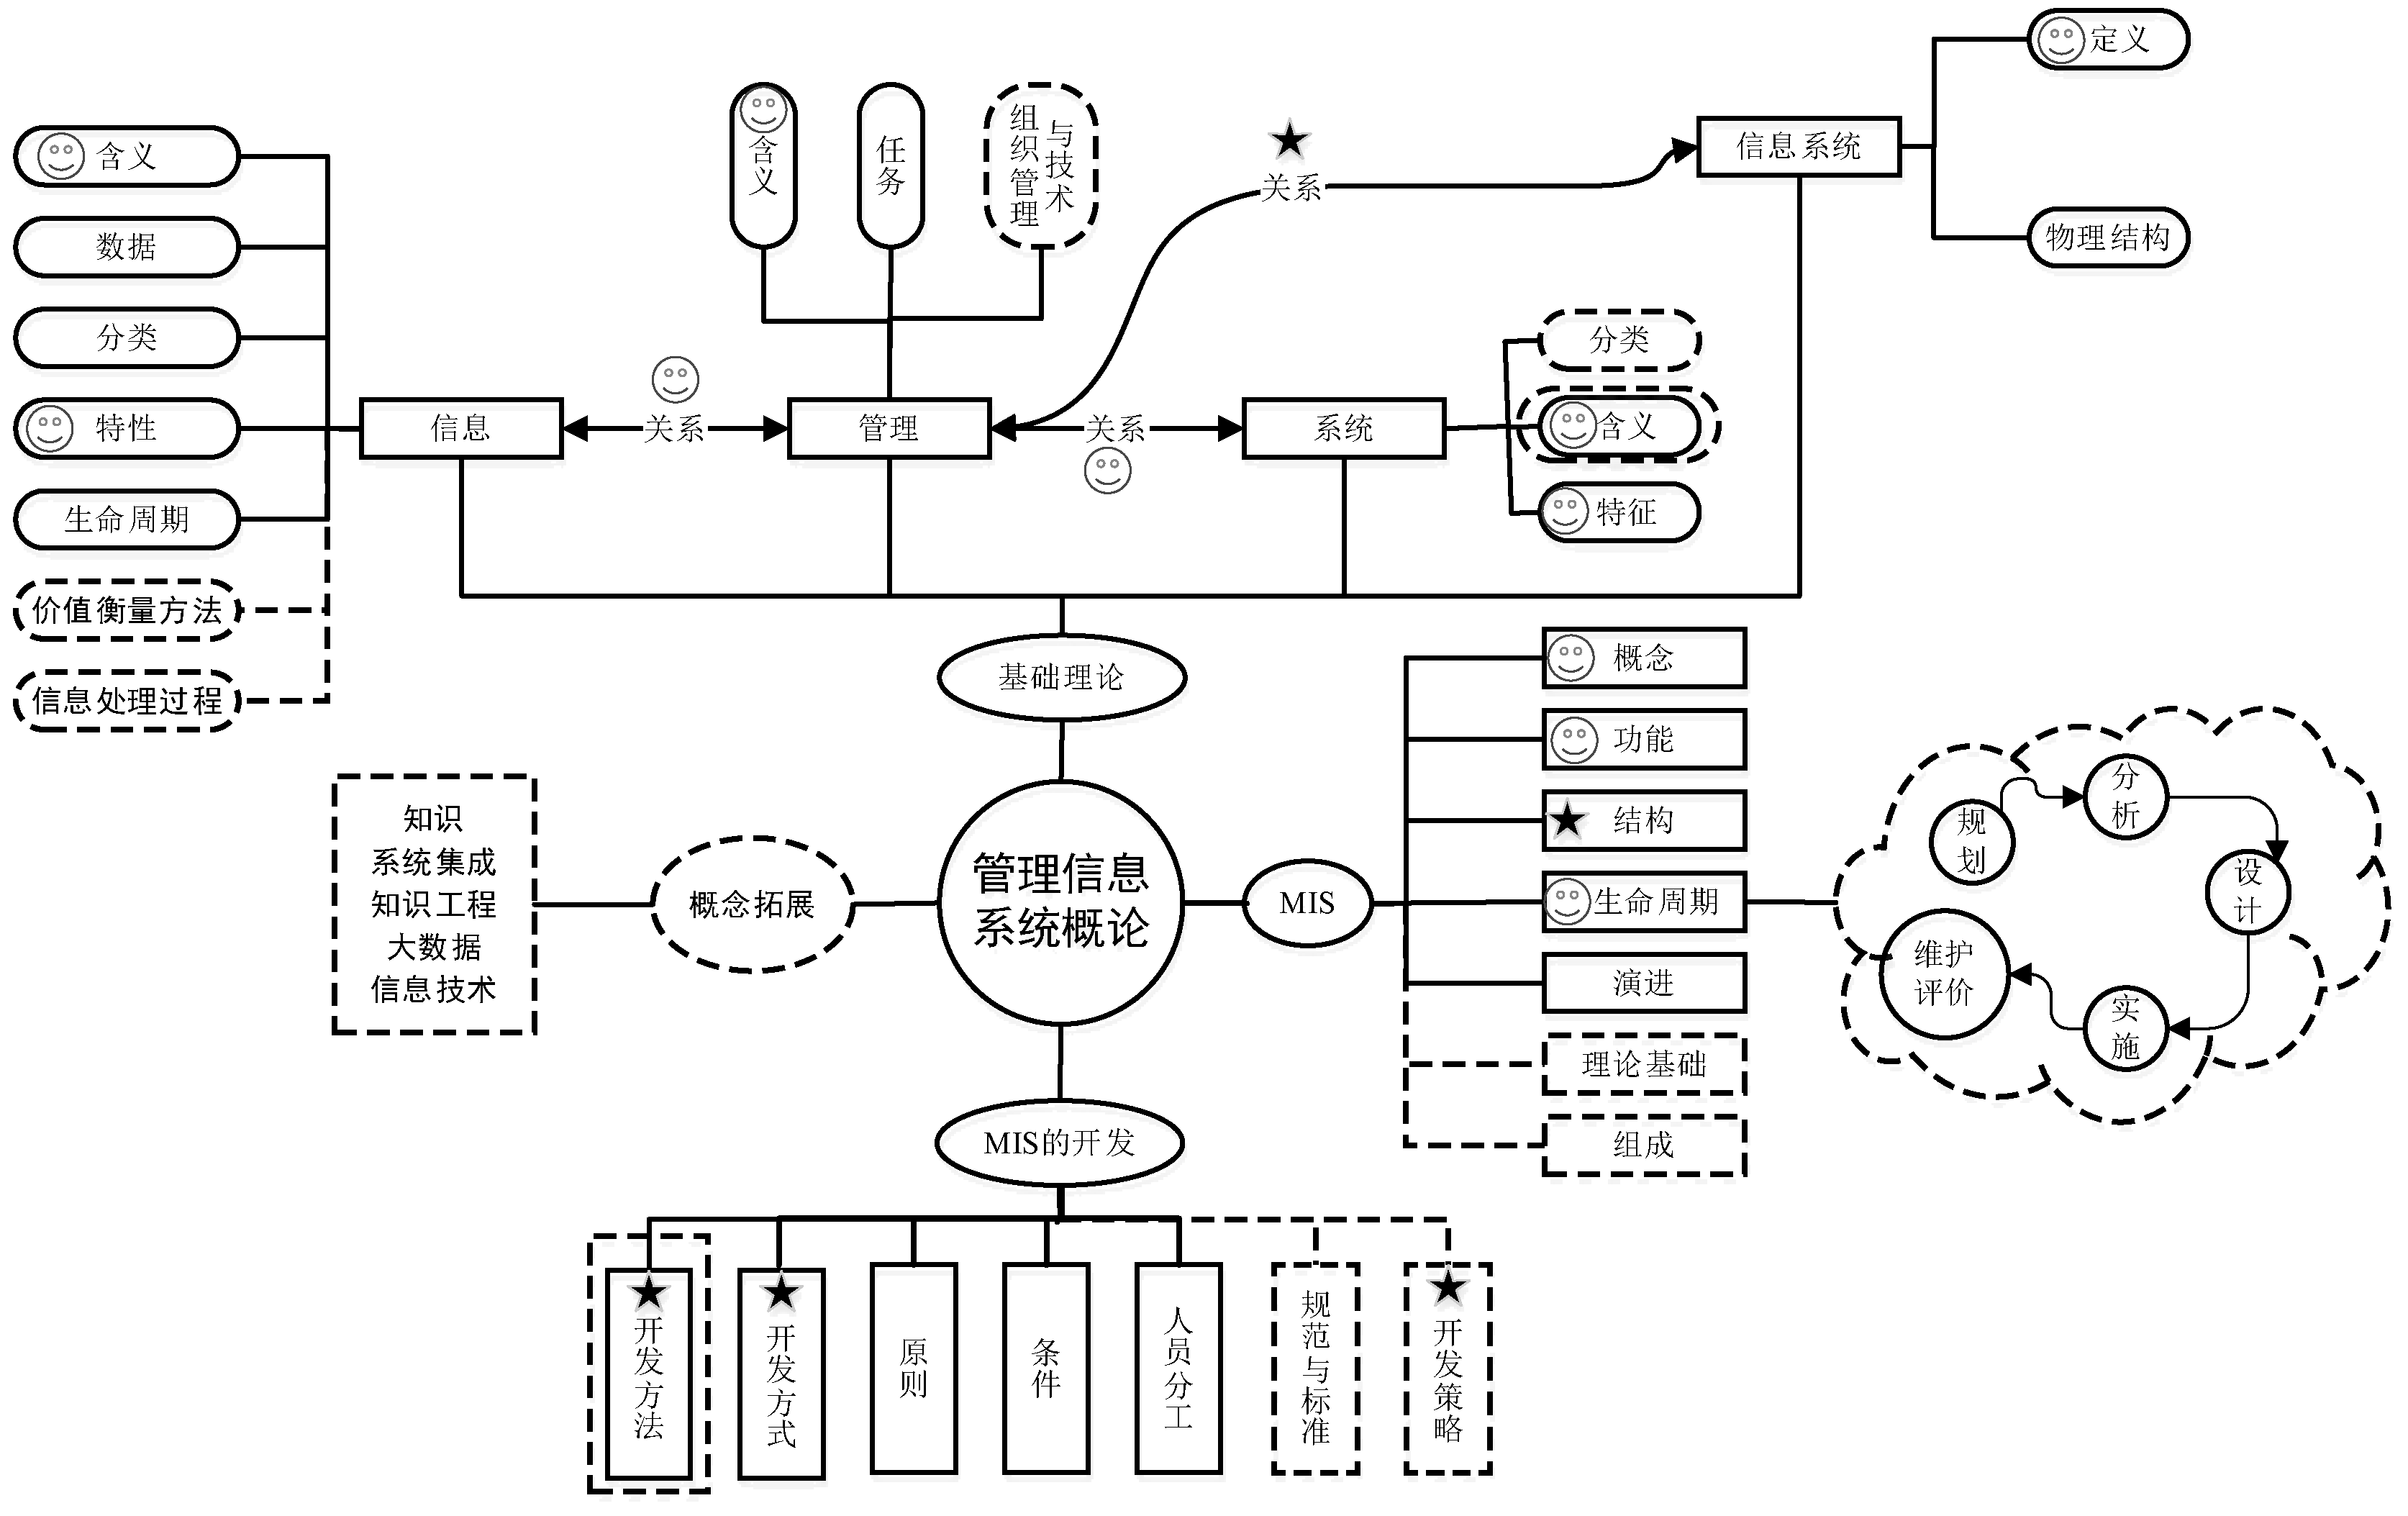 定义
信息系统
物理结构
含义
任务
组织管理
与技术
关系
含义
数据
分类
特性
生命周期
价值衡量方法
信息处理过程
信息
关系
管理
关系
系统
分类
含义
特征
基础理论
概念
功能
结构
生命周期
演进
理论基础
组成
规划
分析
设计
实施
维护
评价
知识
系统集成
知识工程
大数据
信息技术
概念拓展
管理信息
系统概论
MIS
MIS的开发
开发方法
开发方式
原则
条件
人员分工
规范与标准
开发策略